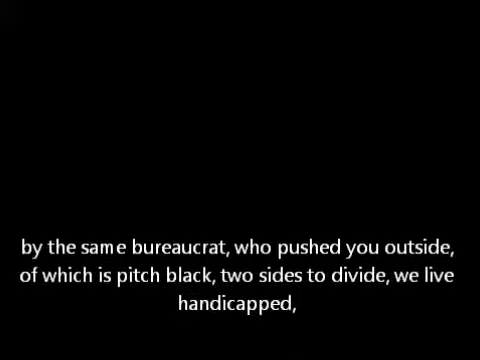 by the same bureaucrat, who pushed you outside,
of which is pitch black, two sides to divide, we live
handicapped,